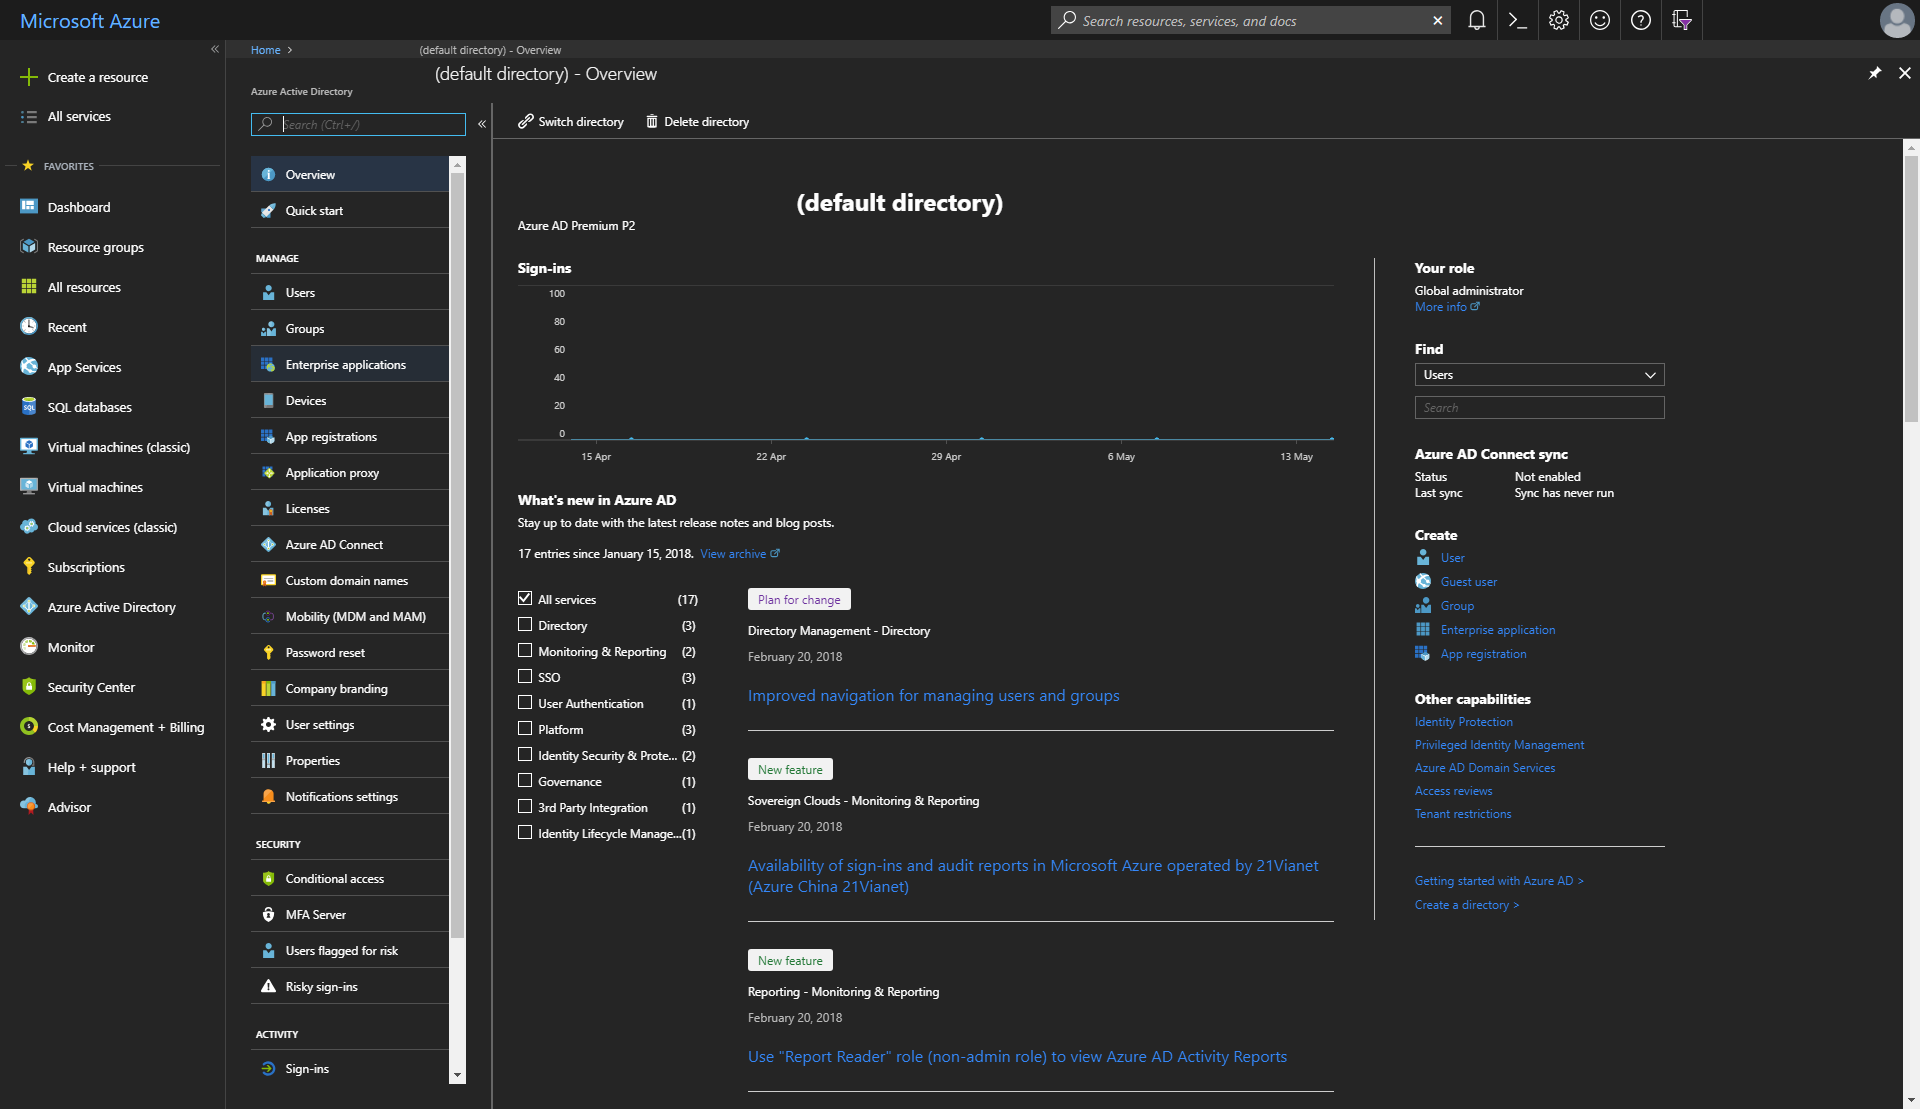 Microsoft Azure
Search resources, services, and docs
Home
(default directory) - Overview
(default directory) - Overview
Azure Active Directory
Create a resource
All services
FAVORITES
Dashboard
Resource groups
All resources
Recent
App Services
SQL databases
Virtual machines (classic)
Virtual machines
Cloud services (classic)
Subscriptions
Azure Active Directory
Monitor
Security Center
Cost Management + Billing
Help + support
Advisor
Search (Ctrl+/)
Overview
Quick start
MANAGE
Users
Groups
Enterprise applications
Devices
App registrations
Application proxy
Licenses
Azure AD Connect
Custom domain names
Mobility (MDM and MAM)
Password reset
Company branding
User settings
Properties
Notifications settings
SECURITY
Conditional access
MFA Server
Users flagged for risk
Risky sign-ins
ACTIVITY
Sign-ins
Switch directory
Delete directory
(default directory)
Azure AD Premium P2
Sign-ins
100
80
60
40
20
0
15 Apr
22 Apr
29 Apr
6 May
13 May
What's new in Azure AD
Stay up to date with the latest release notes and blog posts.
17 entries since January 15, 2018. View archive
All services (17)
Directory (3)
Monitoring & Reporting (2)
SSO (3)
User Authentication (1)
Platform (3)
Identity Security & Prote... (2)
Governance (1)
3rd Party Integration (1)
Identity Lifecycle Manage...(1)
Plan for change
Directory Management - Directory
February 20, 2018
Improved navigation for managing users and groups
New feature
Sovereign Clouds - Monitoring & Reporting
February 20, 2018
Availability of sign-ins and audit reports in Microsoft Azure operated by 21Vianet
(Azure China 21Vianet)
New feature
Reporting - Monitoring & Reporting
February 20, 2018
Use "Report Reader" role (non-admin role) to view Azure AD Activity Reports
Your role
Global administrator
More info
Find
Users
Search
Azure AD Connect sync
Status Not enabled
Last sync Sync has never run
Create
User
Guest user
Group
Enterprise application
App registration
Other capabilities
Identity Protection
Privileged Identity Management
Azure AD Domain Services
Access reviews
Tenant restrictions
Getting started with Azure AD >
Create a directory >